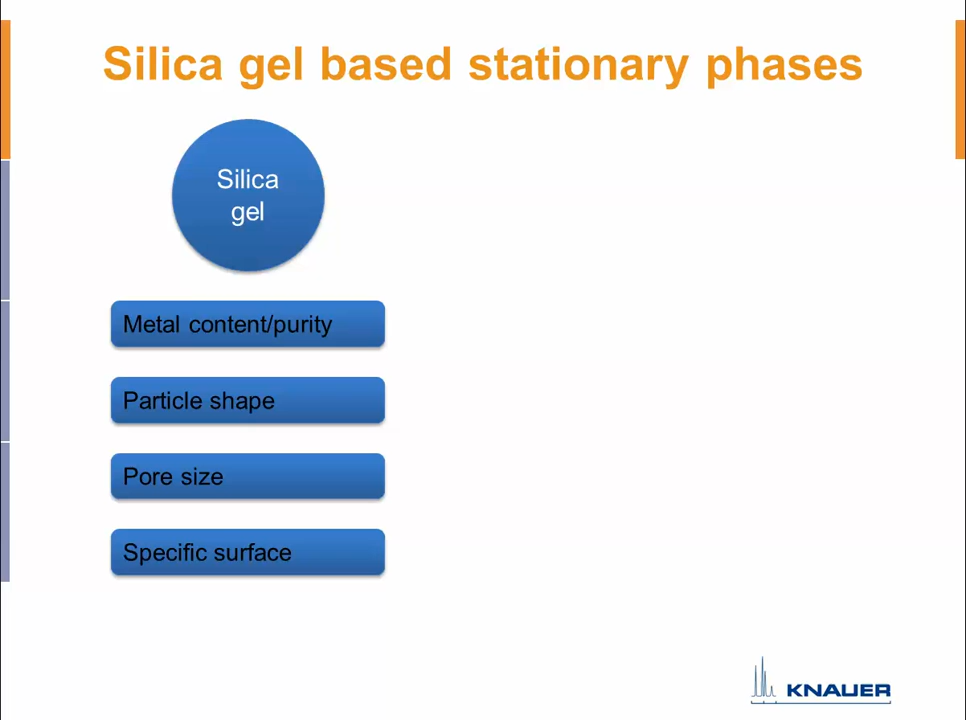 Silica gel based stationary phases
Silica
gel
Metal content/purity
Particle shape
Pore size
Specific surface
KNAUER